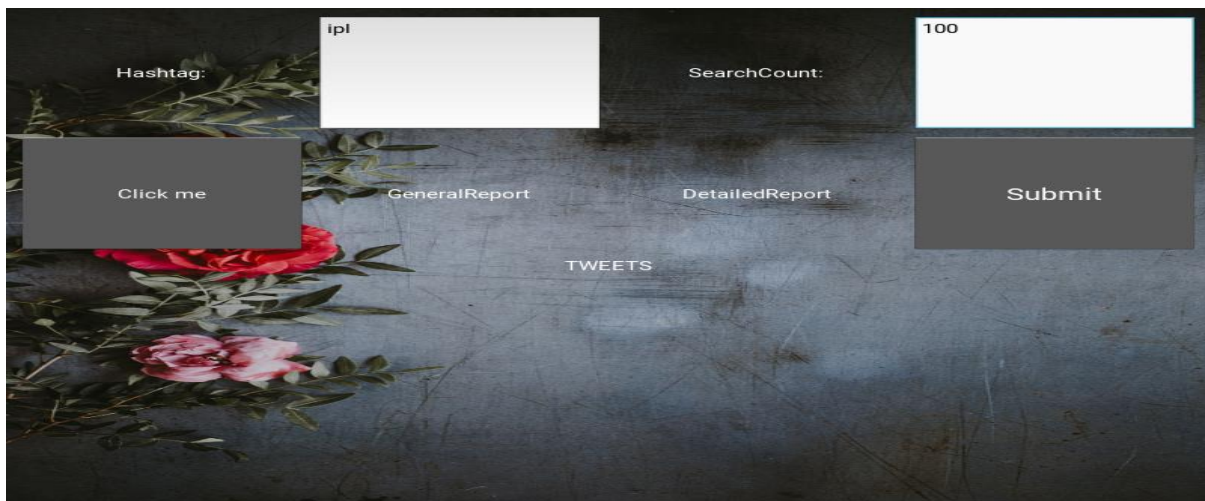 ipl
100
Hashtag:
SearchCount:
Click me
GeneralReport
DetailedReport
Submit
TWEETS